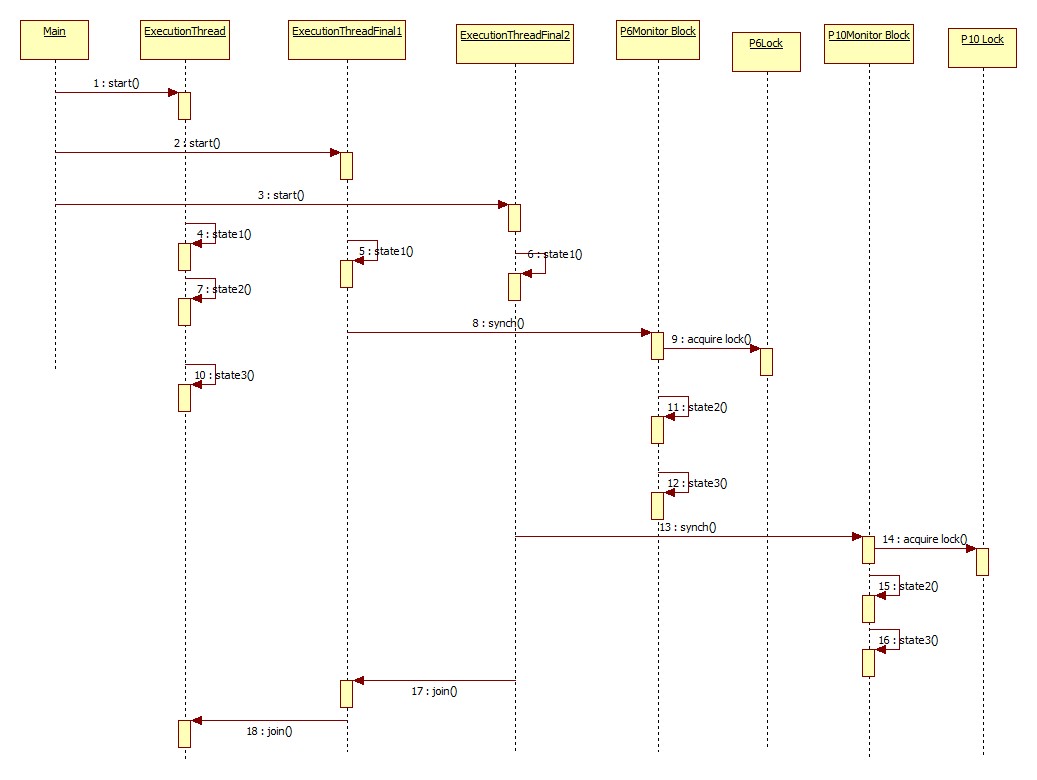 Main
ExecutionThread
ExecutionThreadFinal1
ExecutionThreadFinal2
P6Monitor Block
P6Lock
P10Monitor Block
P10 Lock
1 : start()
2 : start()
3 : start()
4 : state1()
5 : state1()
6 : state1()
7 : state2()
8 : synch()
9 : acquire lock()
10 : state3()
11 : state2()
12 : state3()
13 : synch()
14 : acquire lock()
15 : state2()
16 : state3()
17 : join()
18 : join()